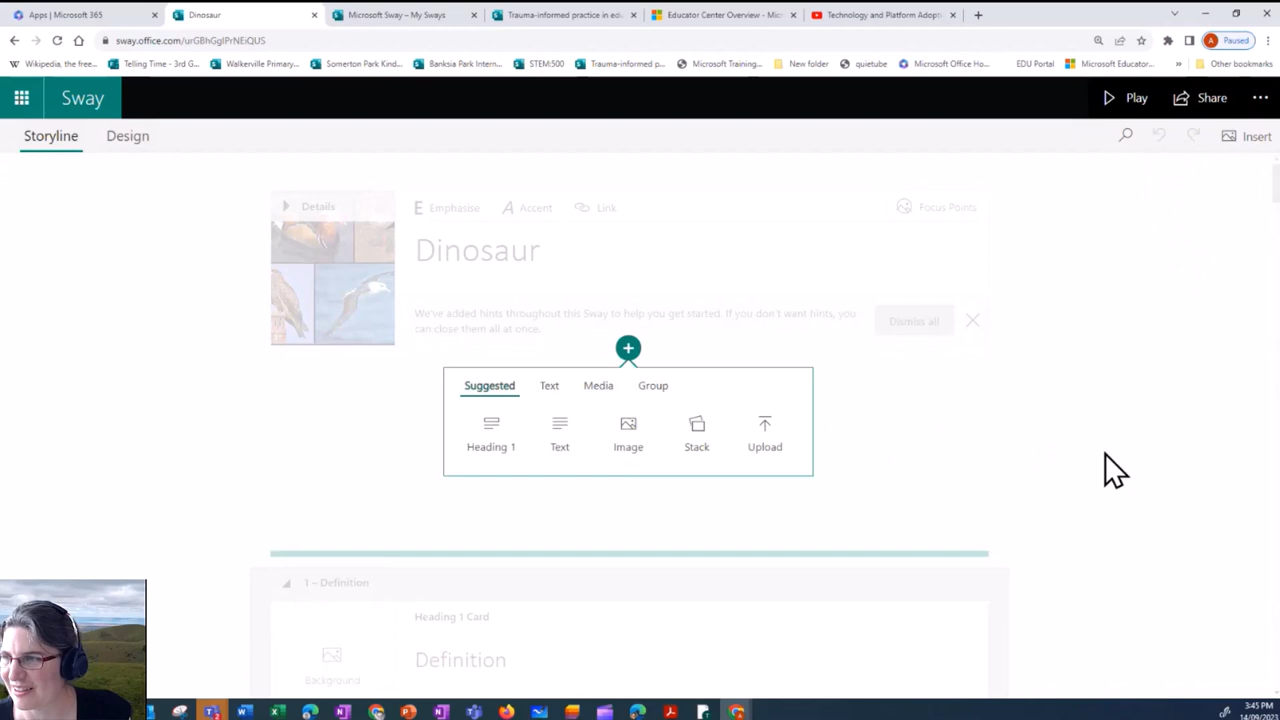 Apps | Microsoft 365
Dinosaur
Microsoft Sway – My Sways
Trauma-informed practice in edu
Educator Center Overview - Micr
Technology and Platform Adopti
sway.office.com/urGBhGglPrNEiQUS
Paused
Wikipedia, the free...
Telling Time - 3rd G...
Walkerville Primary...
Somerton Park Kind...
Banksia Park Intern...
STEM:500
Trauma-informed p...
Microsoft Training...
New folder
quietube
Microsoft Office Ho...
EDU Portal
Microsoft Educator...
Other bookmarks
Sway
Play
Share
Storyline
Design
Insert
Details
Emphasise
Accent
Link
Focus Points
Dinosaur
We've added hints throughout this Sway to help you get started. If you don't want hints, you
can close them all at once.
Dismiss all
Suggested
Text
Media
Group
Heading 1
Text
Image
Stack
Upload
1 – Definition
Heading 1 Card
Definition
Background
3:45 PM
14/09/2023